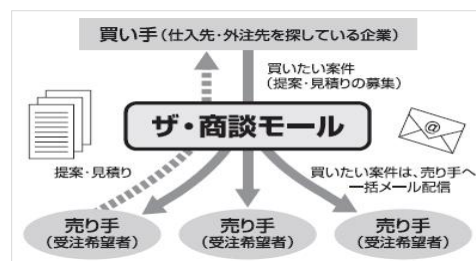 買い手(仕入先・外注先を探している企業)
買いたい案件
(提案・見積りの募集)
ザ・商談モール
@
提案・見積り
買いたい案件は、売り手へ
一括メール配信
売り手
(受注希望者)
売り手
(受注希望者)
売り手
(受注希望者)